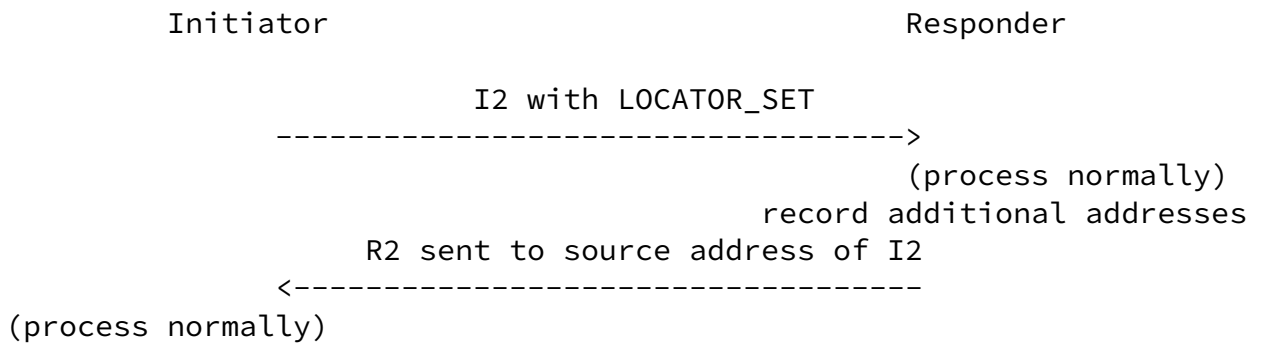 Initiator Responder
I2 with LOCATOR_SET
----------------------------------->
(process normally)
record additional addresses
R2 sent to source address of I2
<-----------------------------------
(process normally)